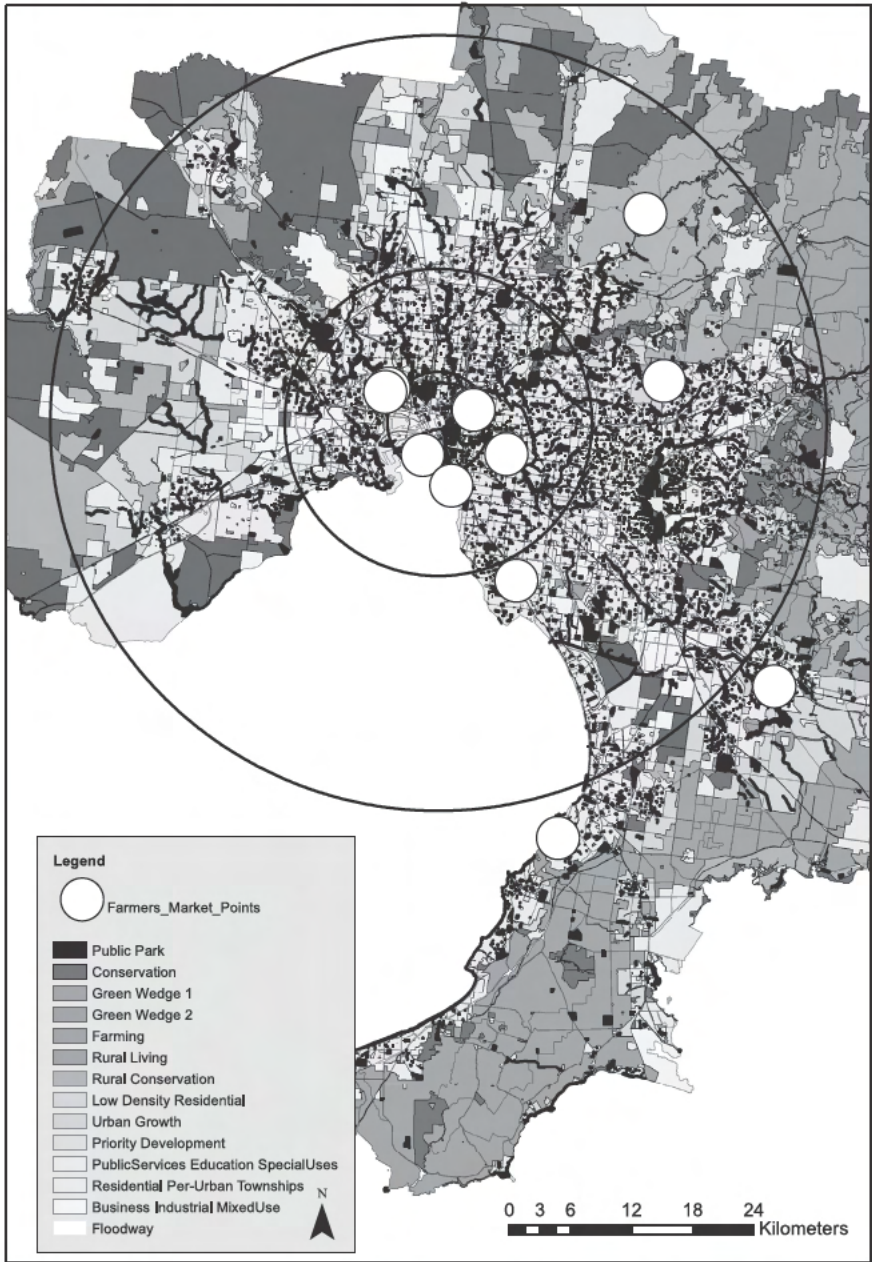 Legend
Farmers_Market_Points
Public Park
Conservation
Green Wedge 1
Green Wedge 2
Farming
Rural Living
Rural Conservation
Low Density Residential
Urban Growth
Priority Development
PublicServices Education SpecialUses
Residential Per-Urban Townships
Business Industrial MixedUse
Floodway
N
0 3 6 12 18 24
Kilometers